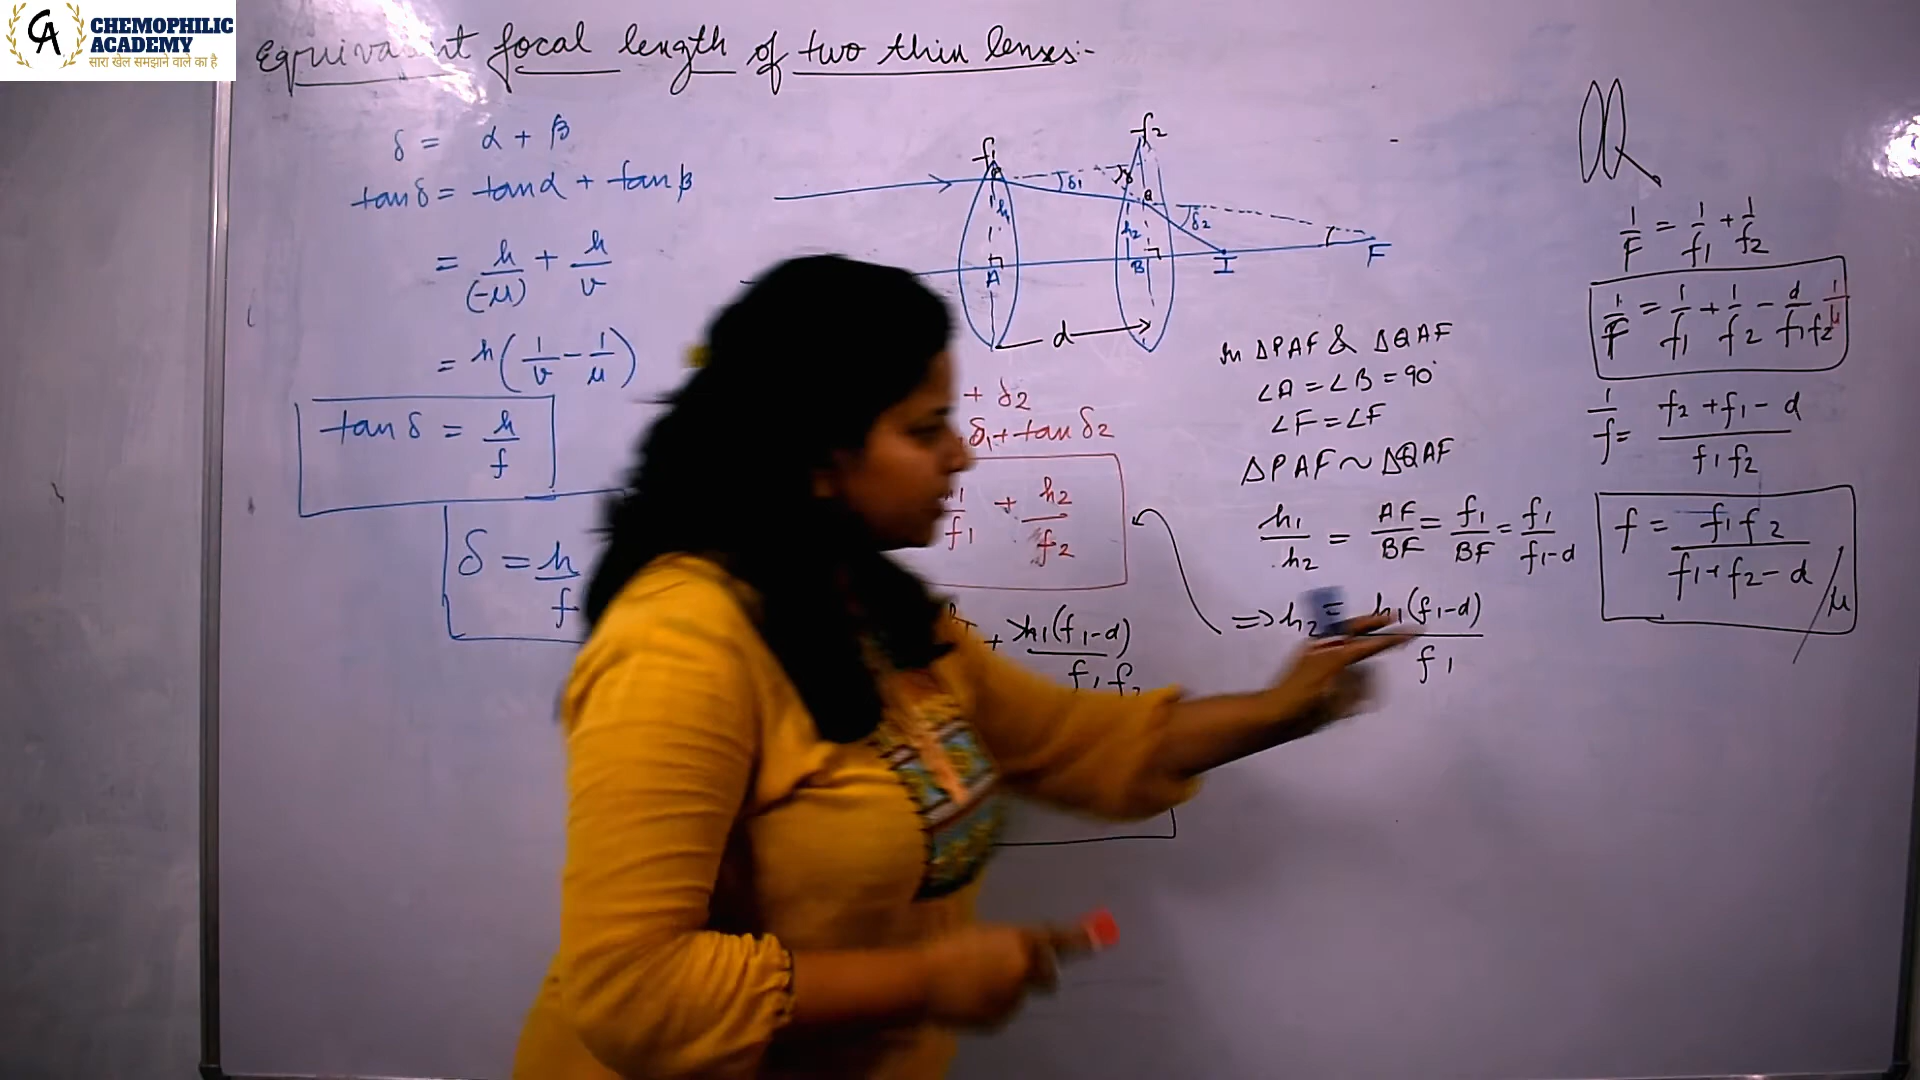 CA
CHEMOPHILIC
ACADEMY
सारा खेल समझाने वाले का है
Equivalent focal length of two thin lenses:-
δ = α + β
tan δ = tan α + tan β
= h/(-μ) + h/v
= h(1/v - 1/μ)
tan δ = h/f
δ = h/f
f1
f2
P
h1
δ1
δ
Q
h2
δ2
A
B
I
F
d
+ δ2
δ1 + tan δ2
h1/f1 + h2/f2
+ h1(f1-d)/f1f2
In ΔPAF & ΔQAF
∠A = ∠B = 90°
∠F = ∠F
ΔPAF ~ ΔQAF
h1/h2 = AF/BF = f1/BF = f1/f1-d
=> h2 = h1(f1-d)/f1
1/F = 1/f1 + 1/f2
1/F = 1/f1 + 1/f2 - d/f1f2 1/μ
1/f = f2 + f1 - d/f1f2
f = f1f2/f1 + f2 - d/μ